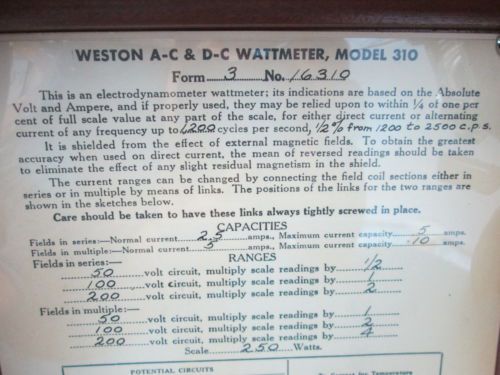 WESTON A-C & D-C WATTMETER, MODEL 310
Form 3 No. 16310
This is an electrodynamometer wattmeter; its indications are based on the Absolute
Volt and Ampere, and if properly used, they may be relied upon to within ¼ of one per
cent of full scale value at any part of the scale, for either direct current or alternating
current of any frequency up to 1200 cycles per second, 1/2% from 1200 to 2500 c.p.s.
It is shielded from the effect of external magnetic fields. To obtain the greatest
accuracy when used on direct current, the mean of reversed readings should be taken
to eliminate the effect of any slight residual magnetism in the shield.
The current ranges can be changed by connecting the field coil sections either in
series or in multiple by means of links. The positions of the links for the two ranges are
shown in the sketches below.
Care should be taken to have these links always tightly screwed in place.
CAPACITIES
Fields in series:—Normal current 2.5 amps., Maximum current capacity 5 amps.
Fields in multiple:—Normal current 5 amps., Maximum current capacity 10 amps.
RANGES
Fields in series:—
50 volt circuit, multiply scale readings by 1/2
100 volt circuit, multiply scale readings by 1
200 volt circuit, multiply scale readings by 2
Fields in multiple:—
50 volt circuit, multiply scale readings by 1
100 volt circuit, multiply scale readings by 2
200 volt circuit, multiply scale readings by 4
Scale 250 Watts.
POTENTIAL CIRCUITS
To Correct for Temperature